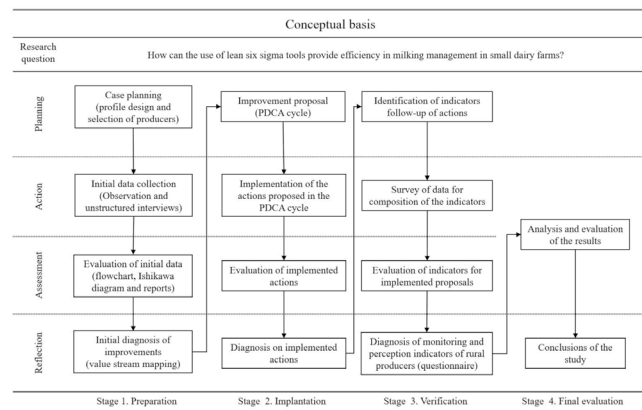 Conceptual basis
Research
question
How can the use of lean six sigma tools provide efficiency in milking management in small dairy farms?
Planning
Case planning
(profile design and
selection of producers)
Improvement proposal
(PDCA cycle)
Identification of indicators
follow-up of actions
Action
Initial data collection
(Observation and
unstructured interviews)
Implementation of the
actions proposed in the
PDCA cycle
Survey of data for
composition of the indicators
Analysis and evaluation
of the results
Assessment
Evaluation of initial data
(flowchart, Ishikawa
diagram and reports)
Evaluation of implemented
actions
Evaluation of indicators for
implemented proposals
Reflection
Initial diagnosis of
improvements
(value stream mapping)
Diagnosis on implemented
actions
Diagnosis of monitoring and
perception indicators of rural
producers (questionnaire)
Conclusions of the
study
Stage 1. Preparation
Stage 2. Implantation
Stage 3. Verification
Stage 4. Final evaluation